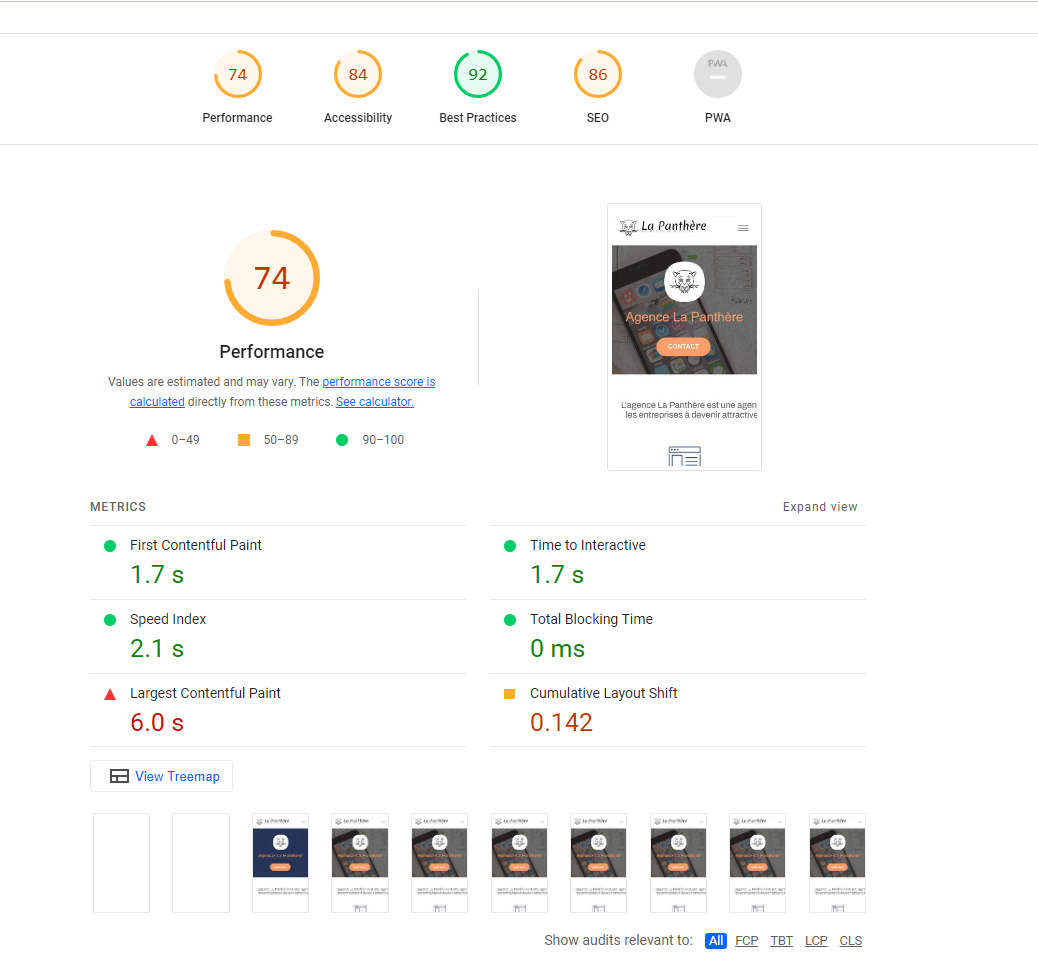 74 84 92 86 PWA
Performance Accessibility Best Practices SEO PWA
La Panthère
74
Agence La Panthère
CONTACT
Performance
Values are estimated and may vary. The performance score is
calculated directly from these metrics. See calculator.
0–49 50–89 90–100
L'agence La Panthère est une agen
les entreprises à devenir attractive
METRICS
Expand view
First Contentful Paint
1.7 s
Time to Interactive
1.7 s
Speed Index
2.1 s
Total Blocking Time
0 ms
Largest Contentful Paint
6.0 s
Cumulative Layout Shift
0.142
View Treemap
Show audits relevant to: All FCP TBT LCP CLS